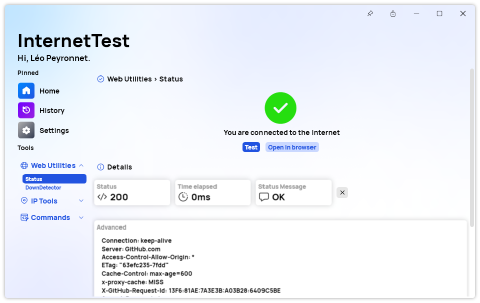 InternetTest
Hi, Léo Peyronnet.
Pinned
Home
History
Settings
Tools
Web Utilities
Status
DownDetector
IP Tools
Commands
Web Utilities > Status
You are connected to the Internet
Test
Open in browser
Details
Status
200
Time elapsed
0ms
Status Message
OK
Advanced
Connection: keep-alive
Server: GitHub.com
Access-Control-Allow-Origin: *
ETag: "63efc235-7fdd"
Cache-Control: max-age=600
x-proxy-cache: MISS
X-GitHub-Request-Id: 13F6:81AE:7A3E3B:A03B28:6409C5BE